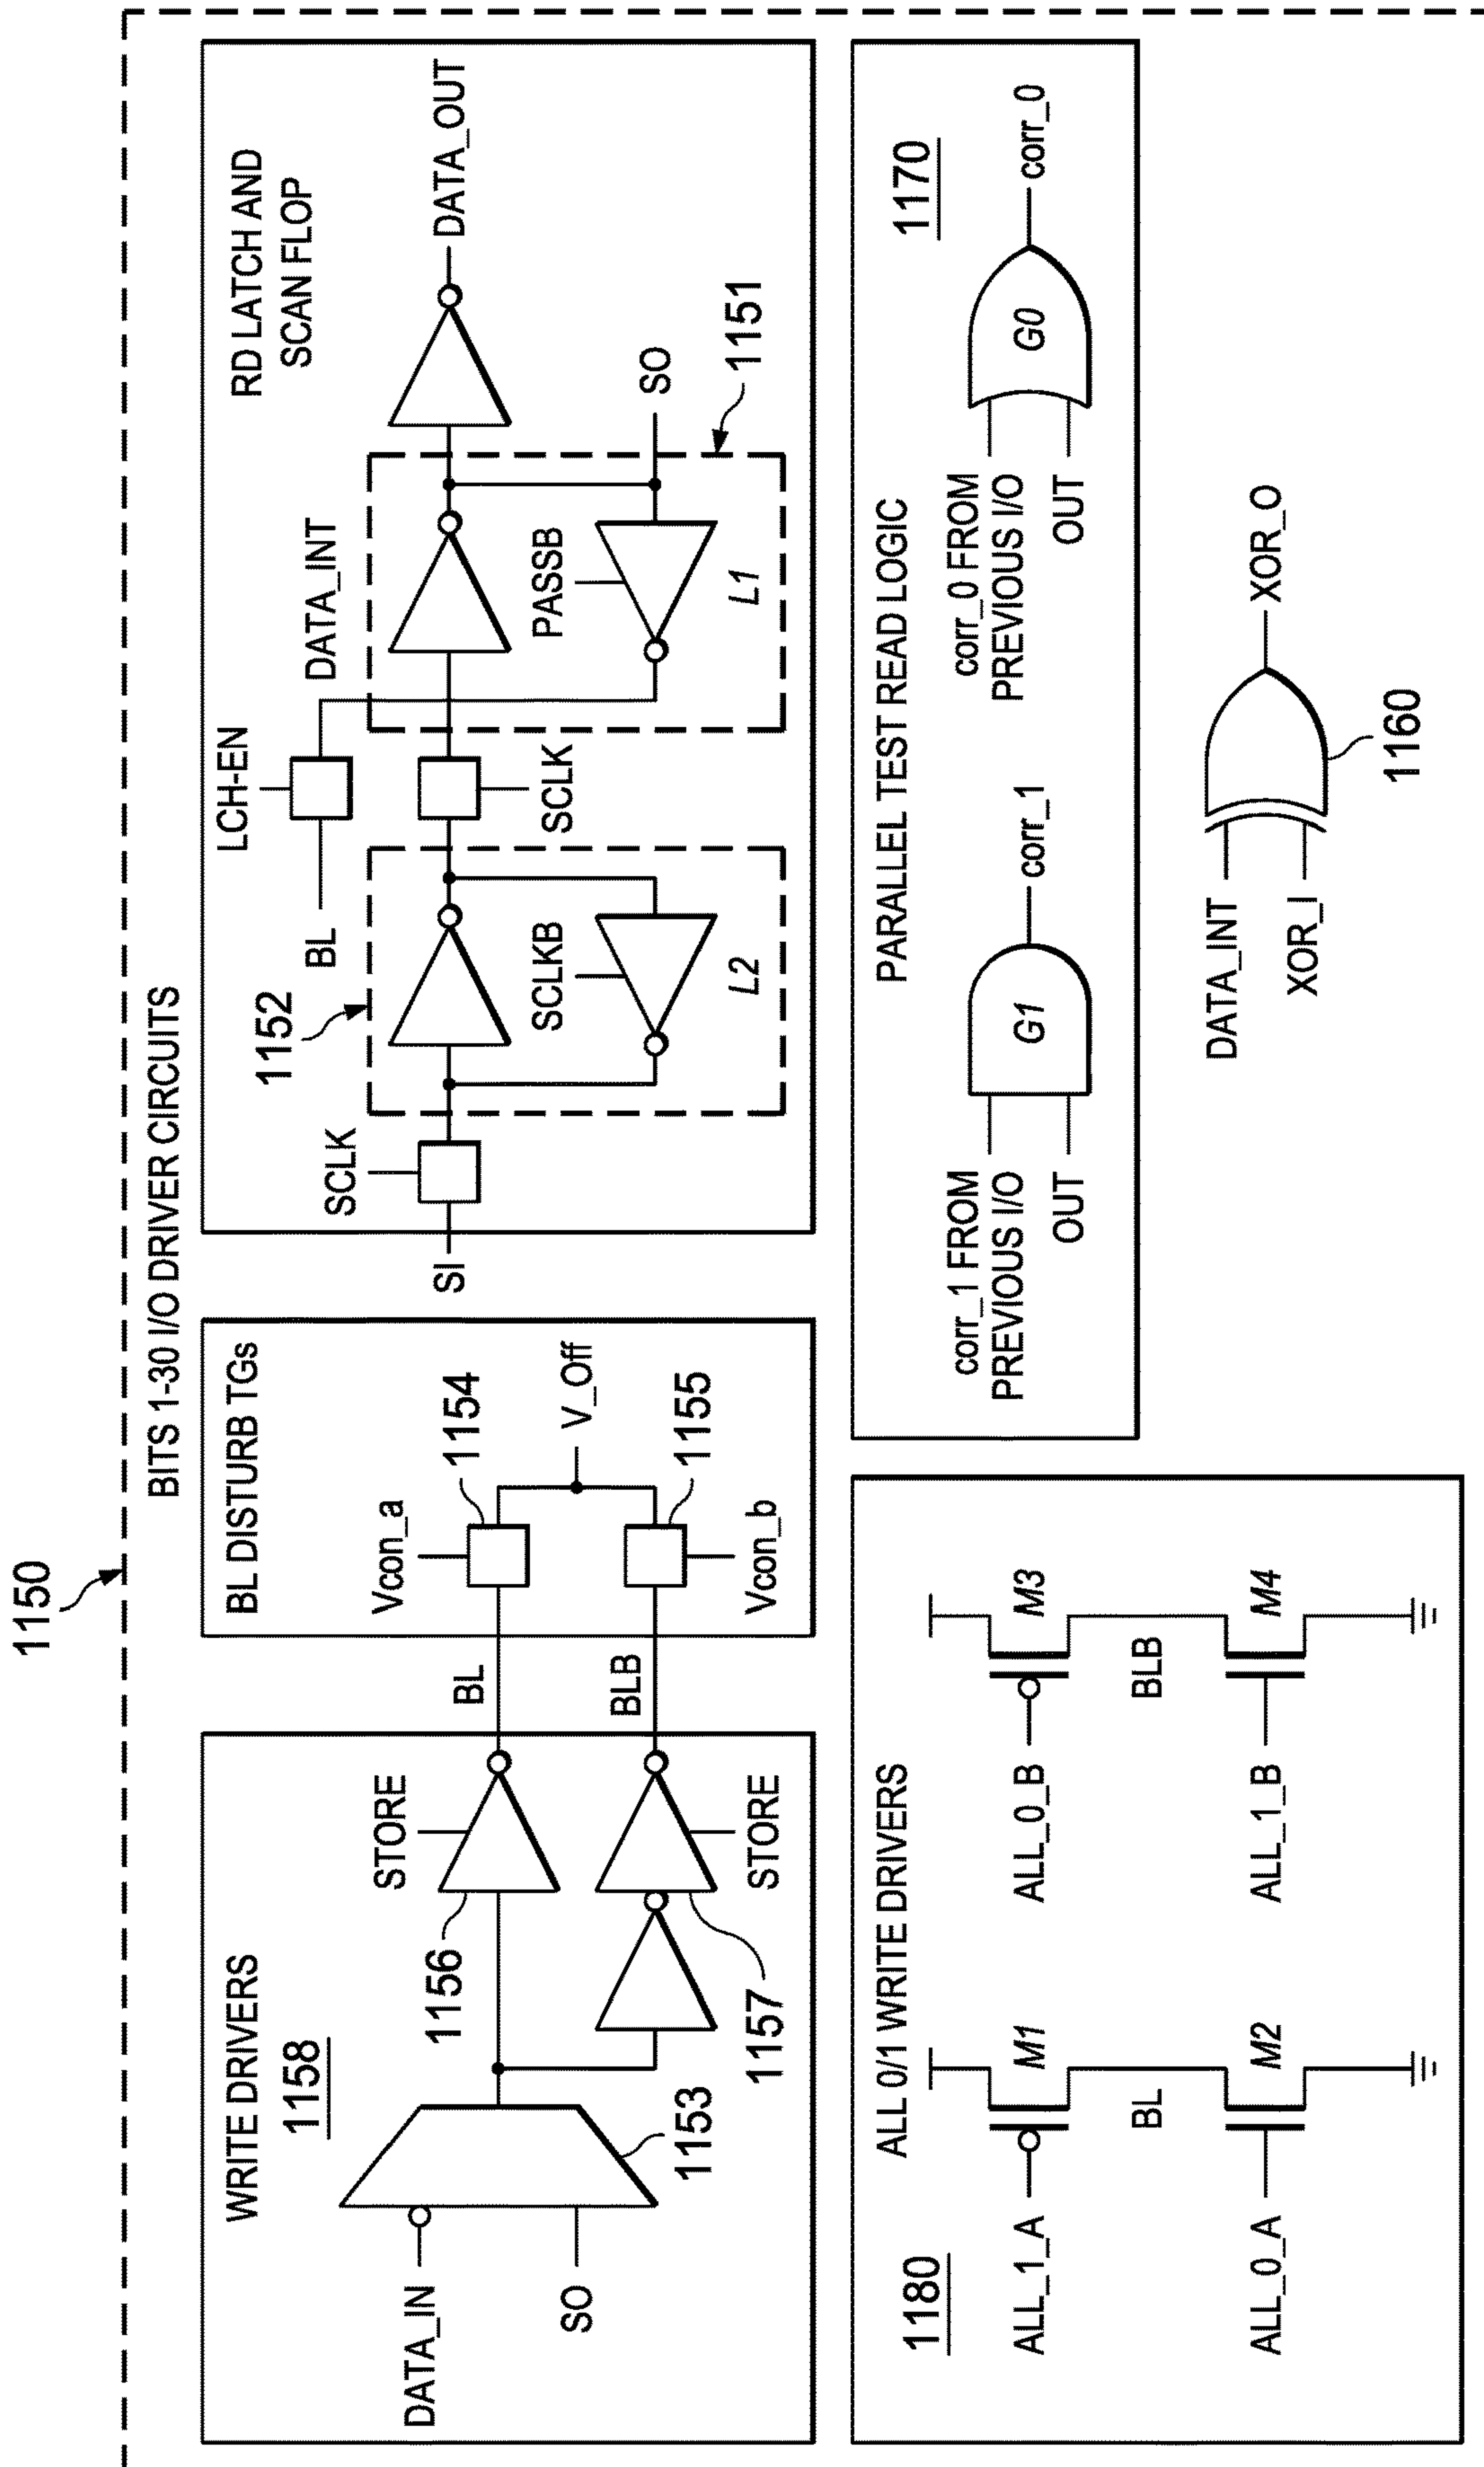 1150
BITS 1-30 I/O DRIVER CIRCUITS
WRITE DRIVERS
1158
DATA_IN
SO
1153
1156
STORE
1157
STORE
BL
BLB
BL DISTURB TGs
Vcon_a
1154
V_Off
1155
Vcon_b
RD LATCH AND
SCAN FLOP
SI
SCLK
1152
SCLKB
L2
BL
LCH-EN
SCLK
DATA_INT
PASSB
L1
SO
1151
DATA_OUT
ALL 0/1 WRITE DRIVERS
1180
ALL_1_A
M1
BL
ALL_0_A
M2
ALL_0_B
M3
BLB
ALL_1_B
M4
PARALLEL TEST READ LOGIC
1170
corr_1 FROM
PREVIOUS I/O
OUT
G1
corr_1
corr_0 FROM
PREVIOUS I/O
OUT
G0
corr_0
DATA_INT
XOR_I
XOR_O
1160